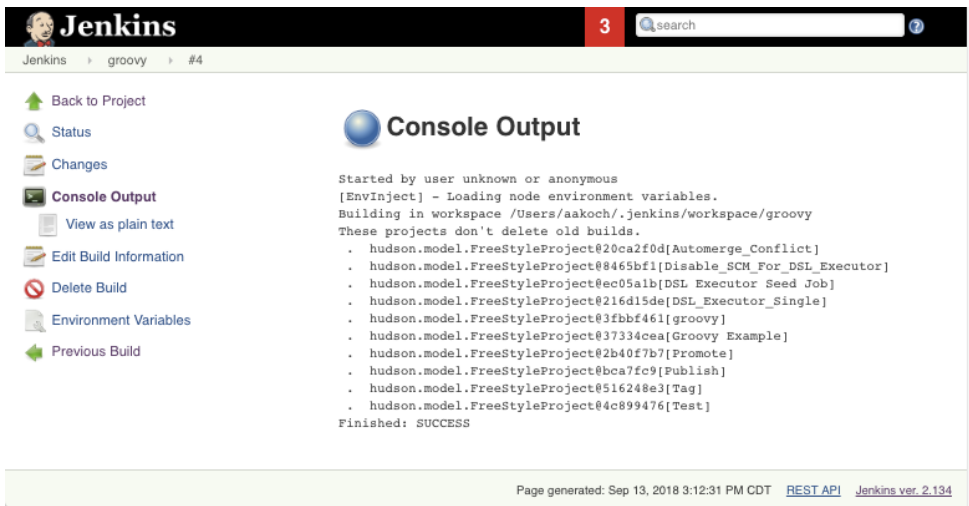 Jenkins
3
search
Jenkins
groovy
#4
Back to Project
Status
Changes
Console Output
View as plain text
Edit Build Information
Delete Build
Environment Variables
Previous Build
Console Output
Started by user unknown or anonymous
[EnvInject] - Loading node environment variables.
Building in workspace /Users/aakoch/.jenkins/workspace/groovy
These projects don't delete old builds.
. hudson.model.FreeStyleProject@20ca2f0d[Automerge_Conflict]
. hudson.model.FreeStyleProject@8465bf1[Disable_SCM_For_DSL_Executor]
. hudson.model.FreeStyleProject@ec05a1b[DSL Executor Seed Job]
. hudson.model.FreeStyleProject@216d15de[DSL_Executor_Single]
. hudson.model.FreeStyleProject@3fbbf461[groovy]
. hudson.model.FreeStyleProject@37334cea[Groovy Example]
. hudson.model.FreeStyleProject@2b40f7b7[Promote]
. hudson.model.FreeStyleProject@bca7fc9[Publish]
. hudson.model.FreeStyleProject@516248e3[Tag]
. hudson.model.FreeStyleProject@4c899476[Test]
Finished: SUCCESS
Page generated: Sep 13, 2018 3:12:31 PM CDT REST API Jenkins ver. 2.134